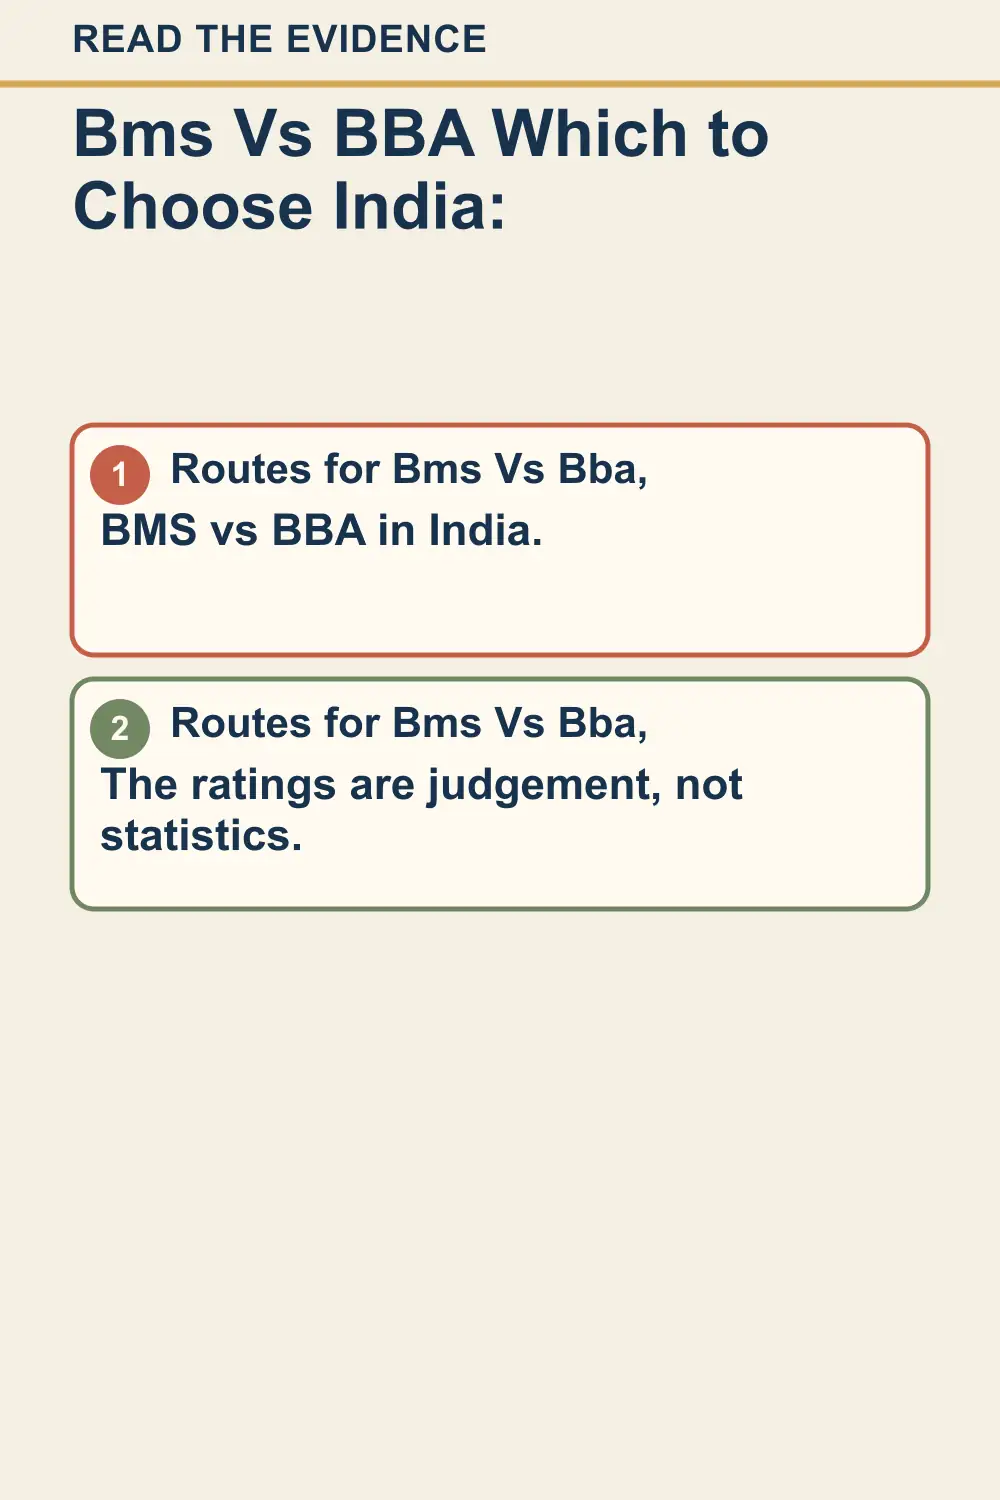 READ THE EVIDENCE
Bms Vs BBA Which to
Choose India:
1 Routes for Bms Vs Bba,
BMS vs BBA in India.
2 Routes for Bms Vs Bba,
The ratings are judgement, not
statistics.